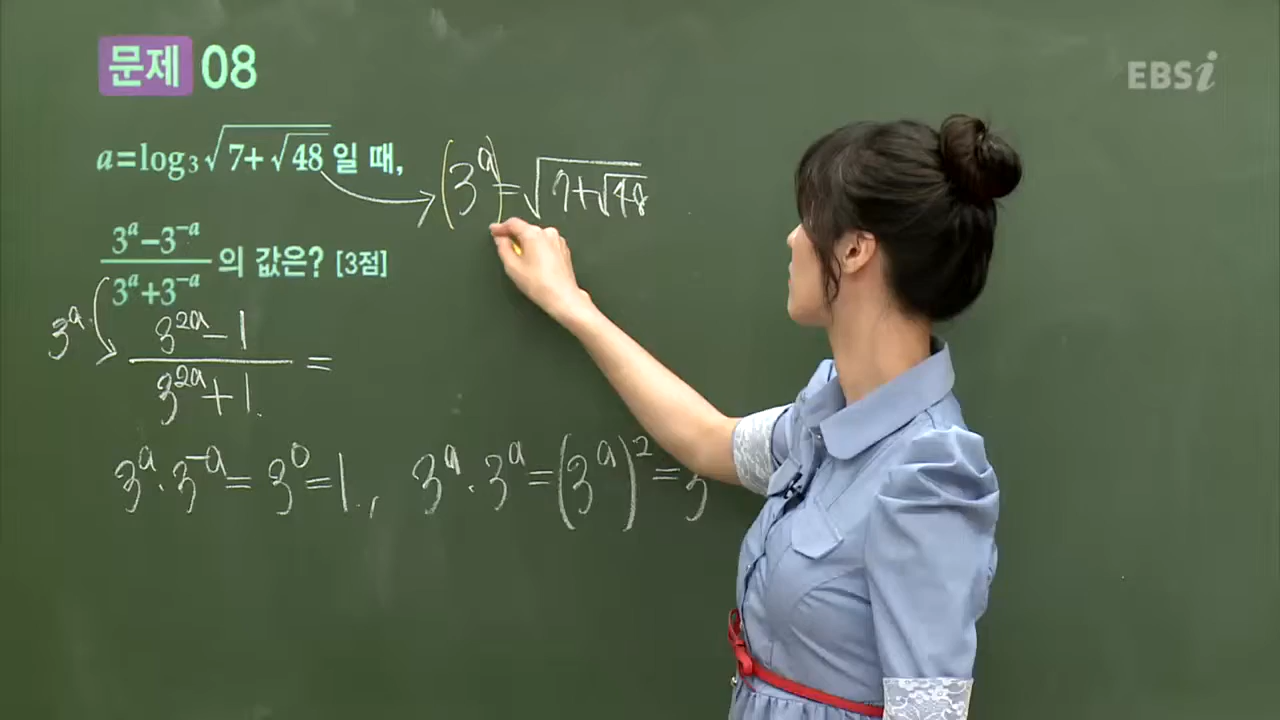 문제 08
EBSi
a=log₃√(7+√48) 일 때,
(3^a)=√(7+√48)
(3^a-3^-a)/(3^a+3^-a) 의 값은? [3점]
3^a· (3^2a-1)/(3^2a+1) =
3^a·3^-a=3^0=1, 3^a·3^a=(3^a)^2=3